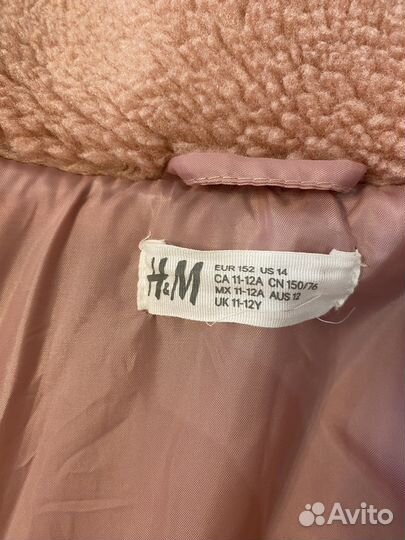 H&M
EUR 152 US 14
CA 11-12A CN 150/76
MX 11-12A AUS 12
UK 11-12Y
Avito